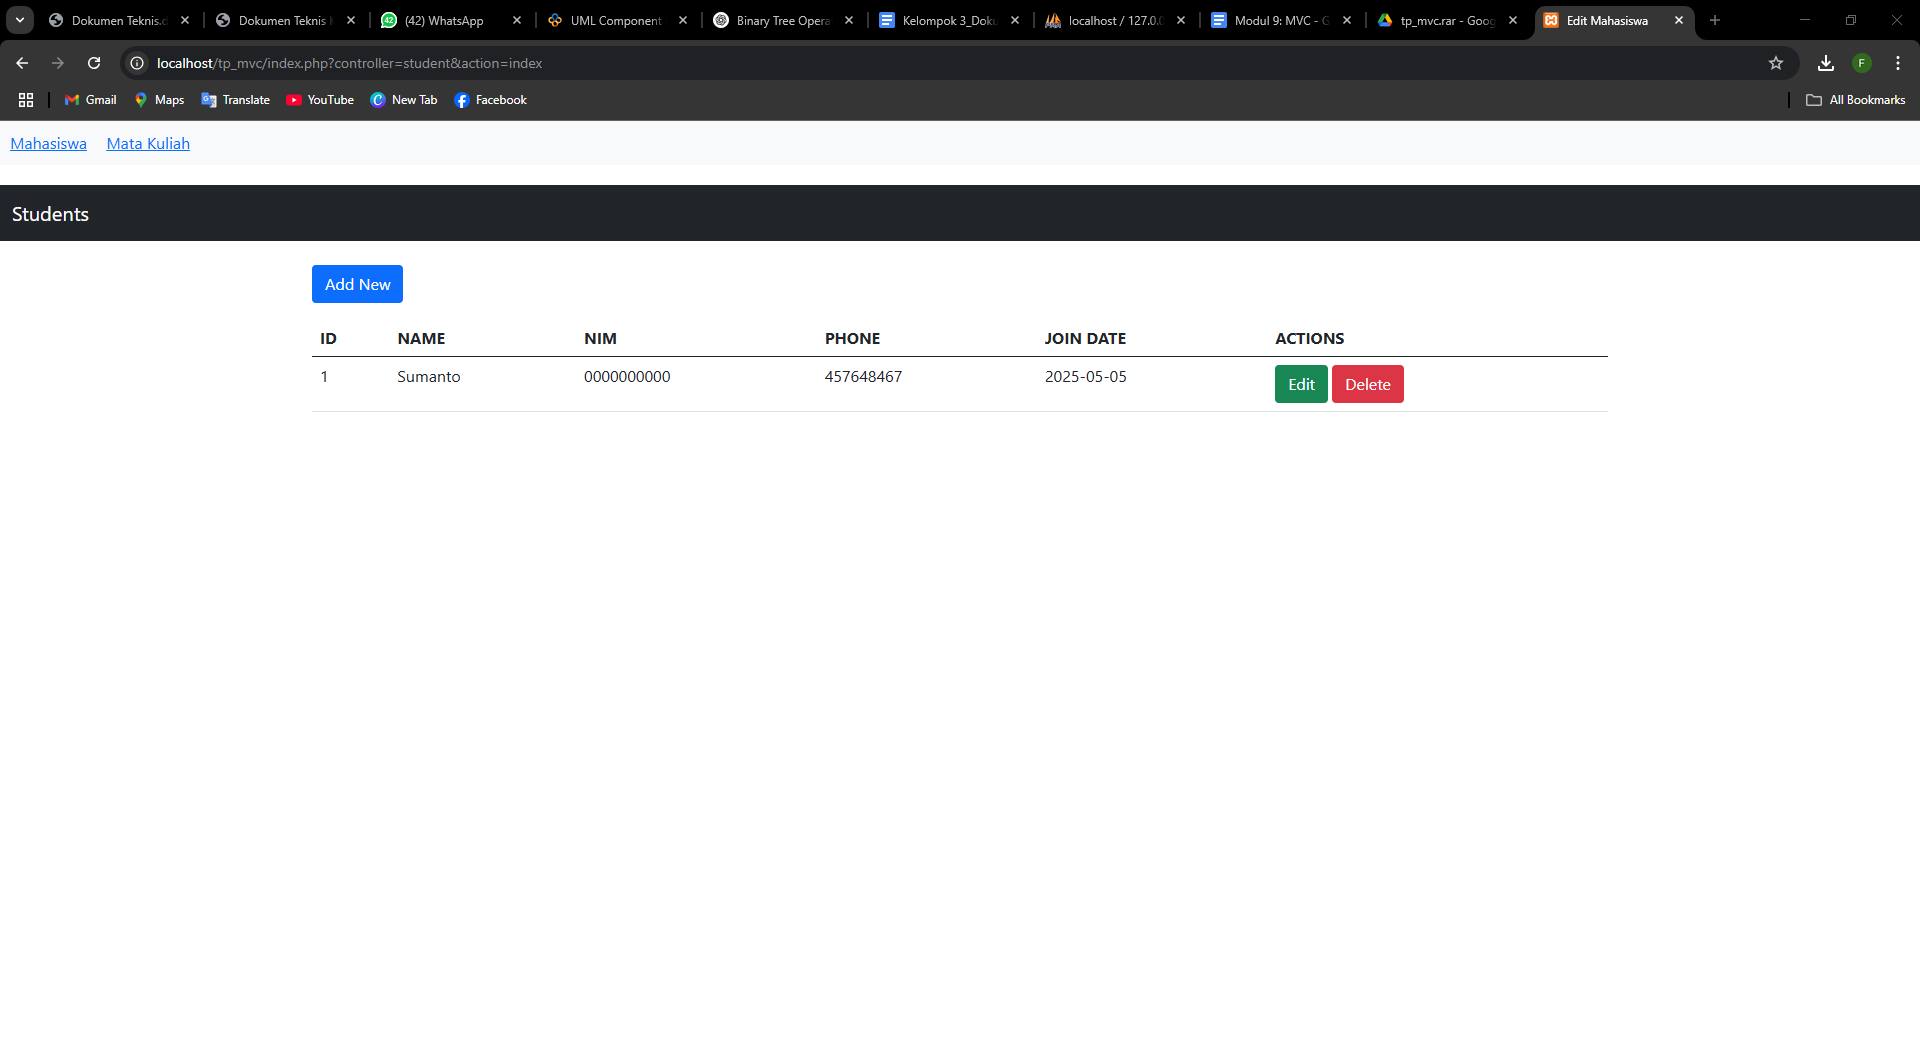 Dokumen Teknis.d
Dokumen Teknis
(42) WhatsApp
UML Component
Binary Tree Opera
Kelompok 3_Doku
localhost / 127.0.0
Modul 9: MVC - G
tp_mvc.rar - Goog
Edit Mahasiswa
localhost/tp_mvc/index.php?controller=student&action=index
F
Gmail
Maps
Translate
YouTube
New Tab
Facebook
All Bookmarks
Mahasiswa
Mata Kuliah
Students
Add New
ID NAME NIM PHONE JOIN DATE ACTIONS
1 Sumanto 0000000000 457648467 2025-05-05 Edit Delete